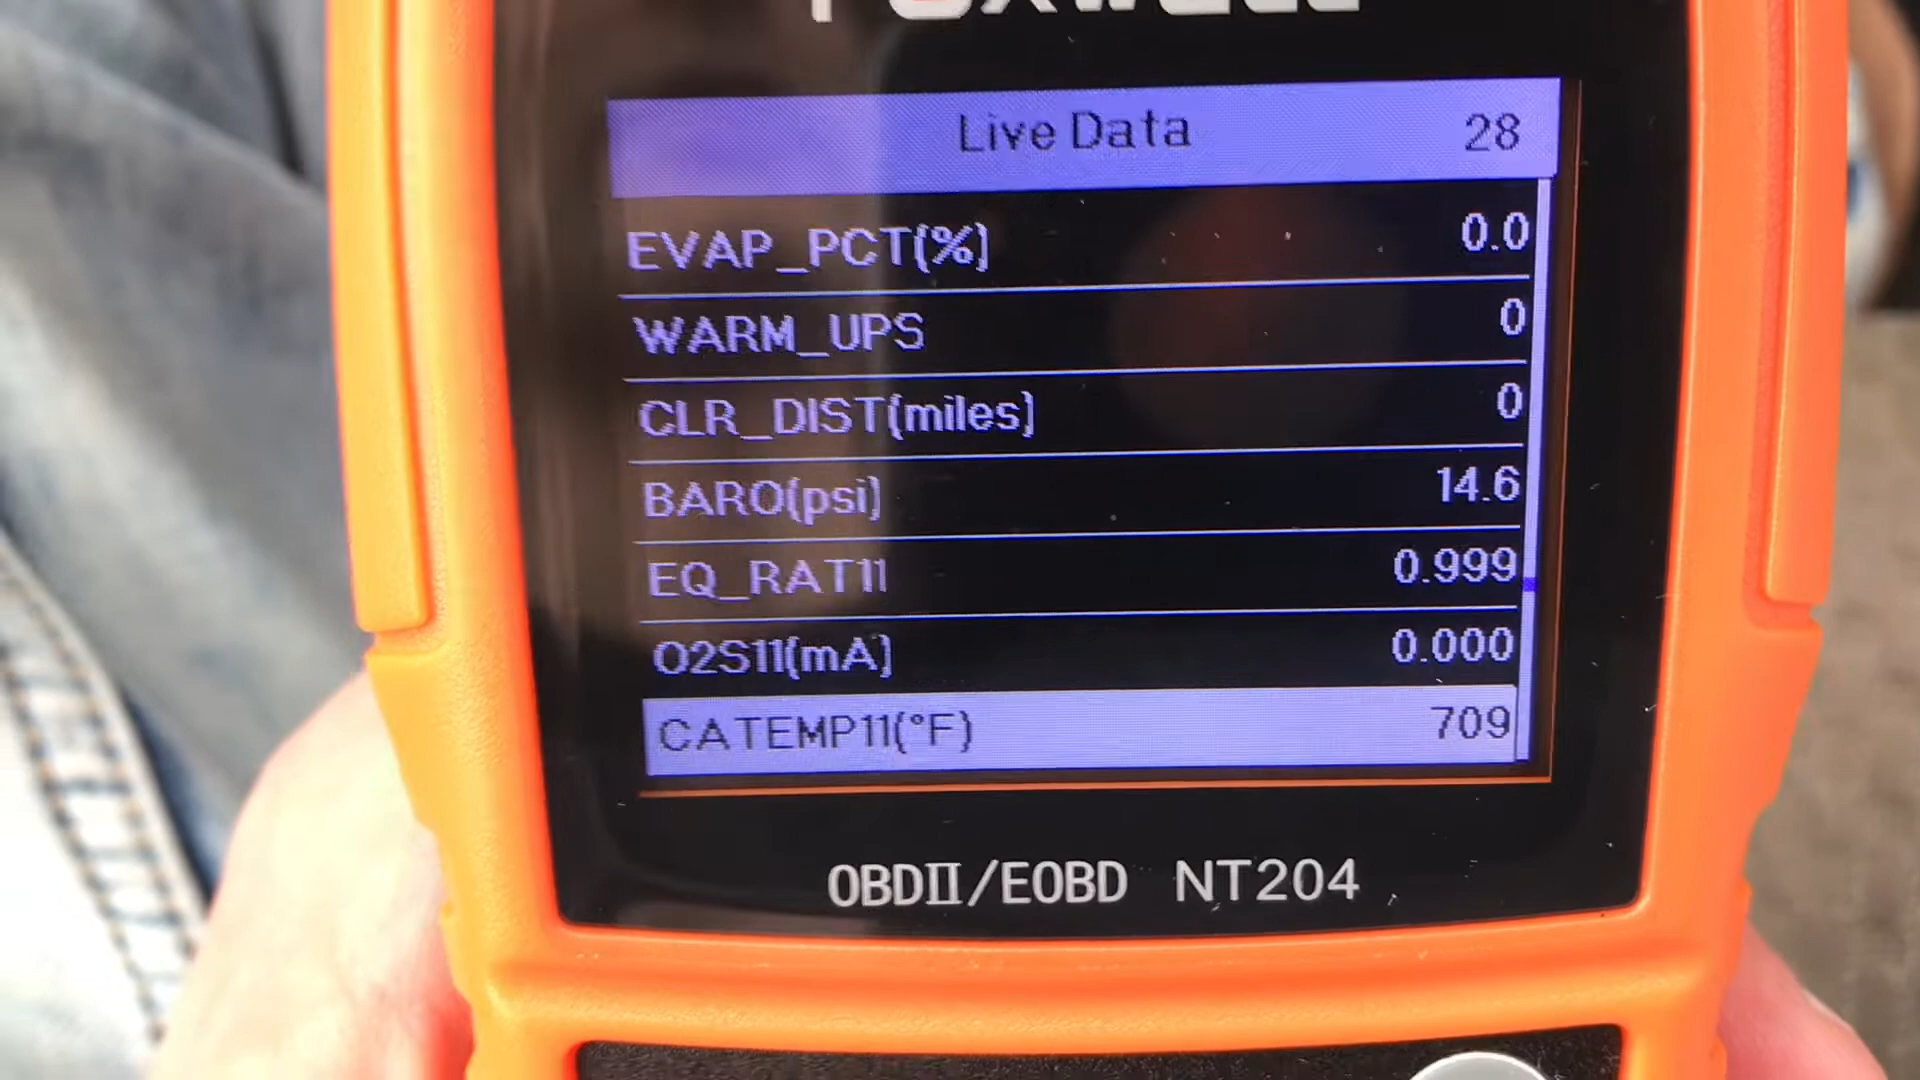 Live Data 28
EVAP_PCT(%) 0.0
WARM_UPS 0
CLR_DIST(miles) 0
BARO(psi) 14.6
EQ_RAT11 0.999
O2S11(mA) 0.000
CATEMP11(°F) 709
OBDII/EOBD NT204